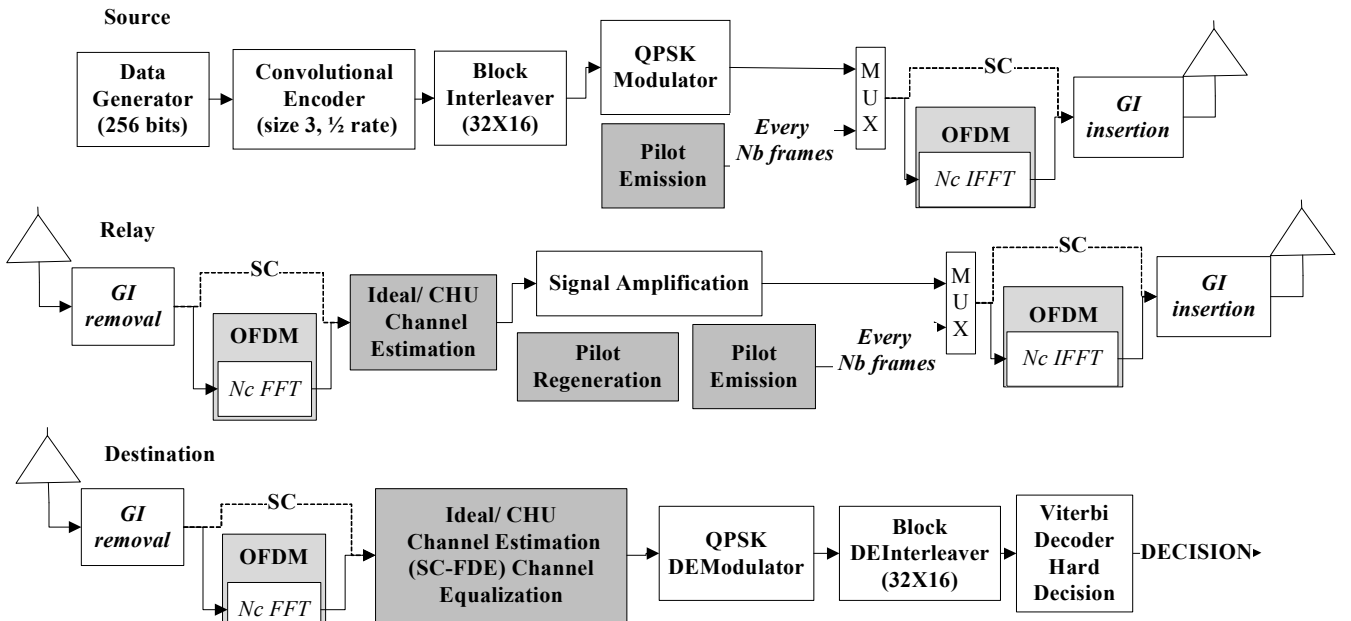 Source
Data
Generator
(256 bits)
Convolutional
Encoder
(size 3, ½ rate)
Block
Interleaver
(32X16)
QPSK
Modulator
Pilot
Emission
Every
Nb frames
M
U
X
SC
OFDM
Nc IFFT
GI
insertion
Relay
GI
removal
SC
OFDM
Nc FFT
Ideal/ CHU
Channel
Estimation
Signal Amplification
Pilot
Regeneration
Pilot
Emission
Every
Nb frames
M
U
X
SC
OFDM
Nc IFFT
GI
insertion
Destination
GI
removal
SC
OFDM
Nc FFT
Ideal/ CHU
Channel Estimation
(SC-FDE) Channel
Equalization
QPSK
DEModulator
Block
DEInterleaver
(32X16)
Viterbi
Decoder
Hard
Decision
DECISION